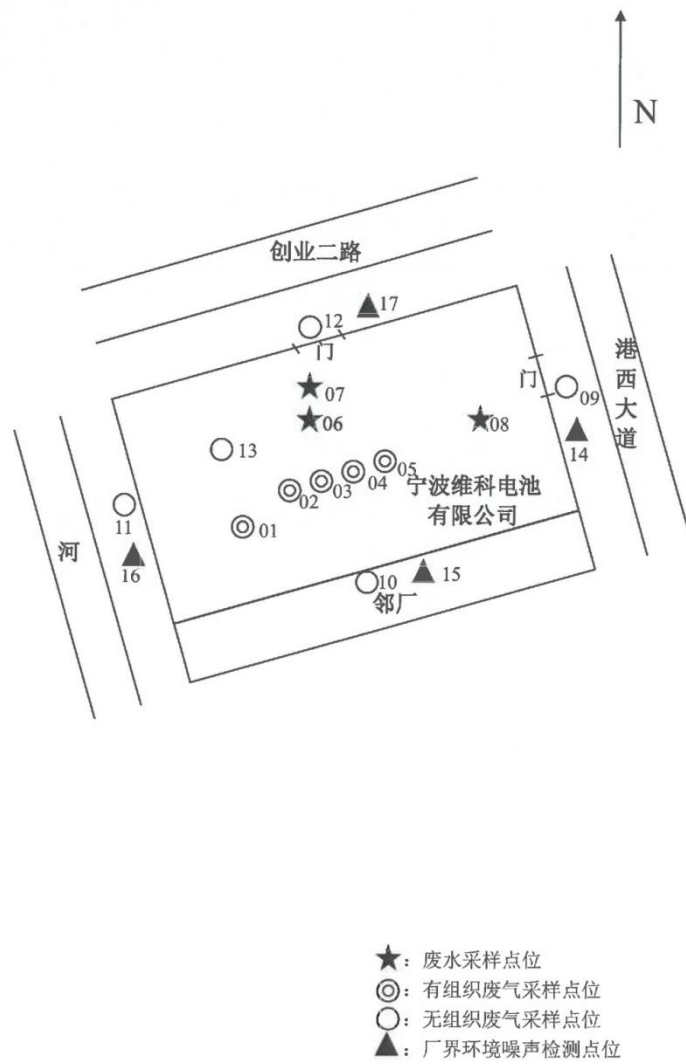 N
创业二路
17
12
门
港西大道
门
07
09
06
08
14
13
05
04
03
02
宁波维科电池
有限公司
11
01
河
16
15
10
邻厂
★：废水采样点位
◎：有组织废气采样点位
○：无组织废气采样点位
▲：厂界环境噪声检测点位